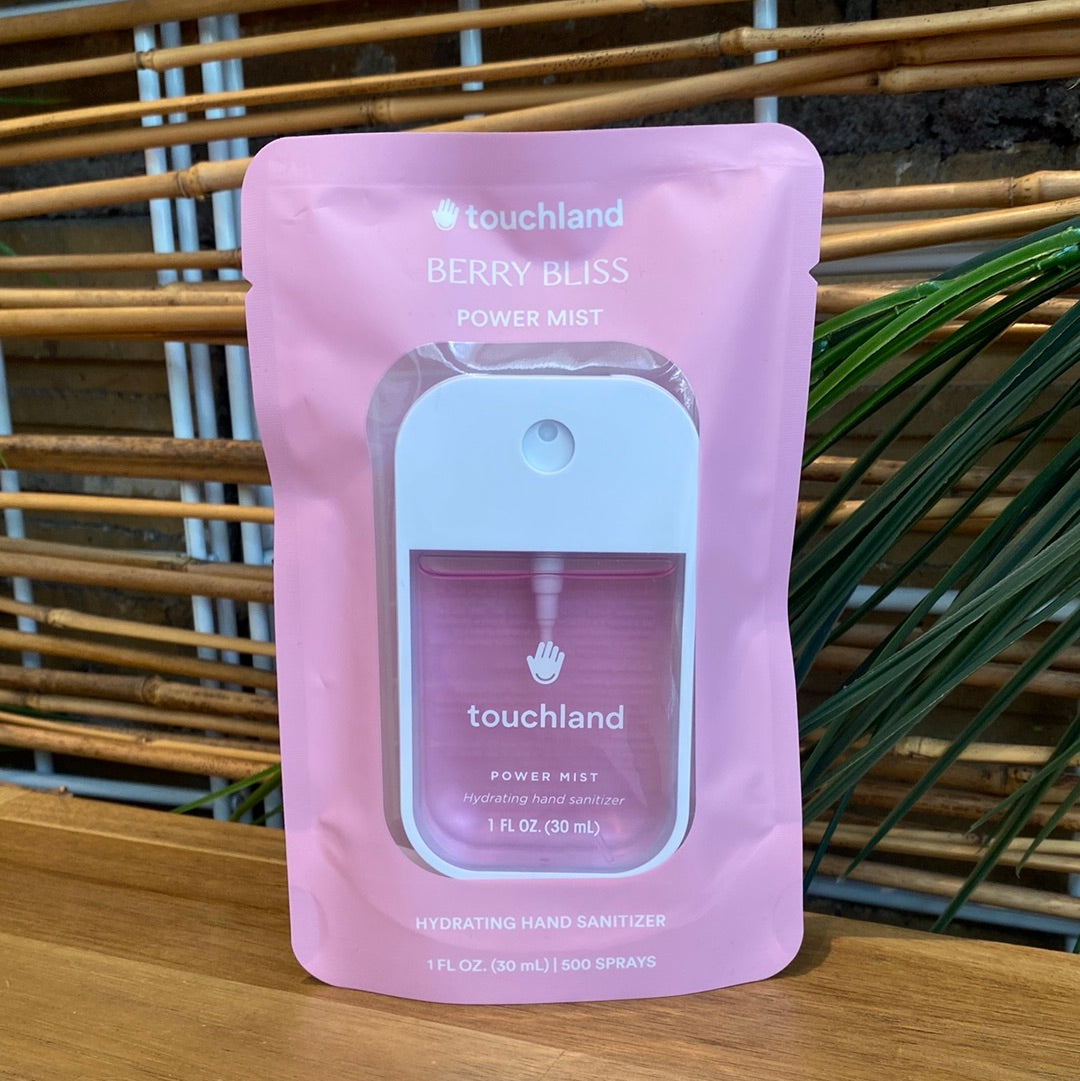 touchland
BERRY BLISS
POWER MIST
touchland
POWER MIST
Hydrating hand sanitizer
1 FL OZ. (30 mL)
HYDRATING HAND SANITIZER
1 FL OZ. (30 mL) | 500 SPRAYS